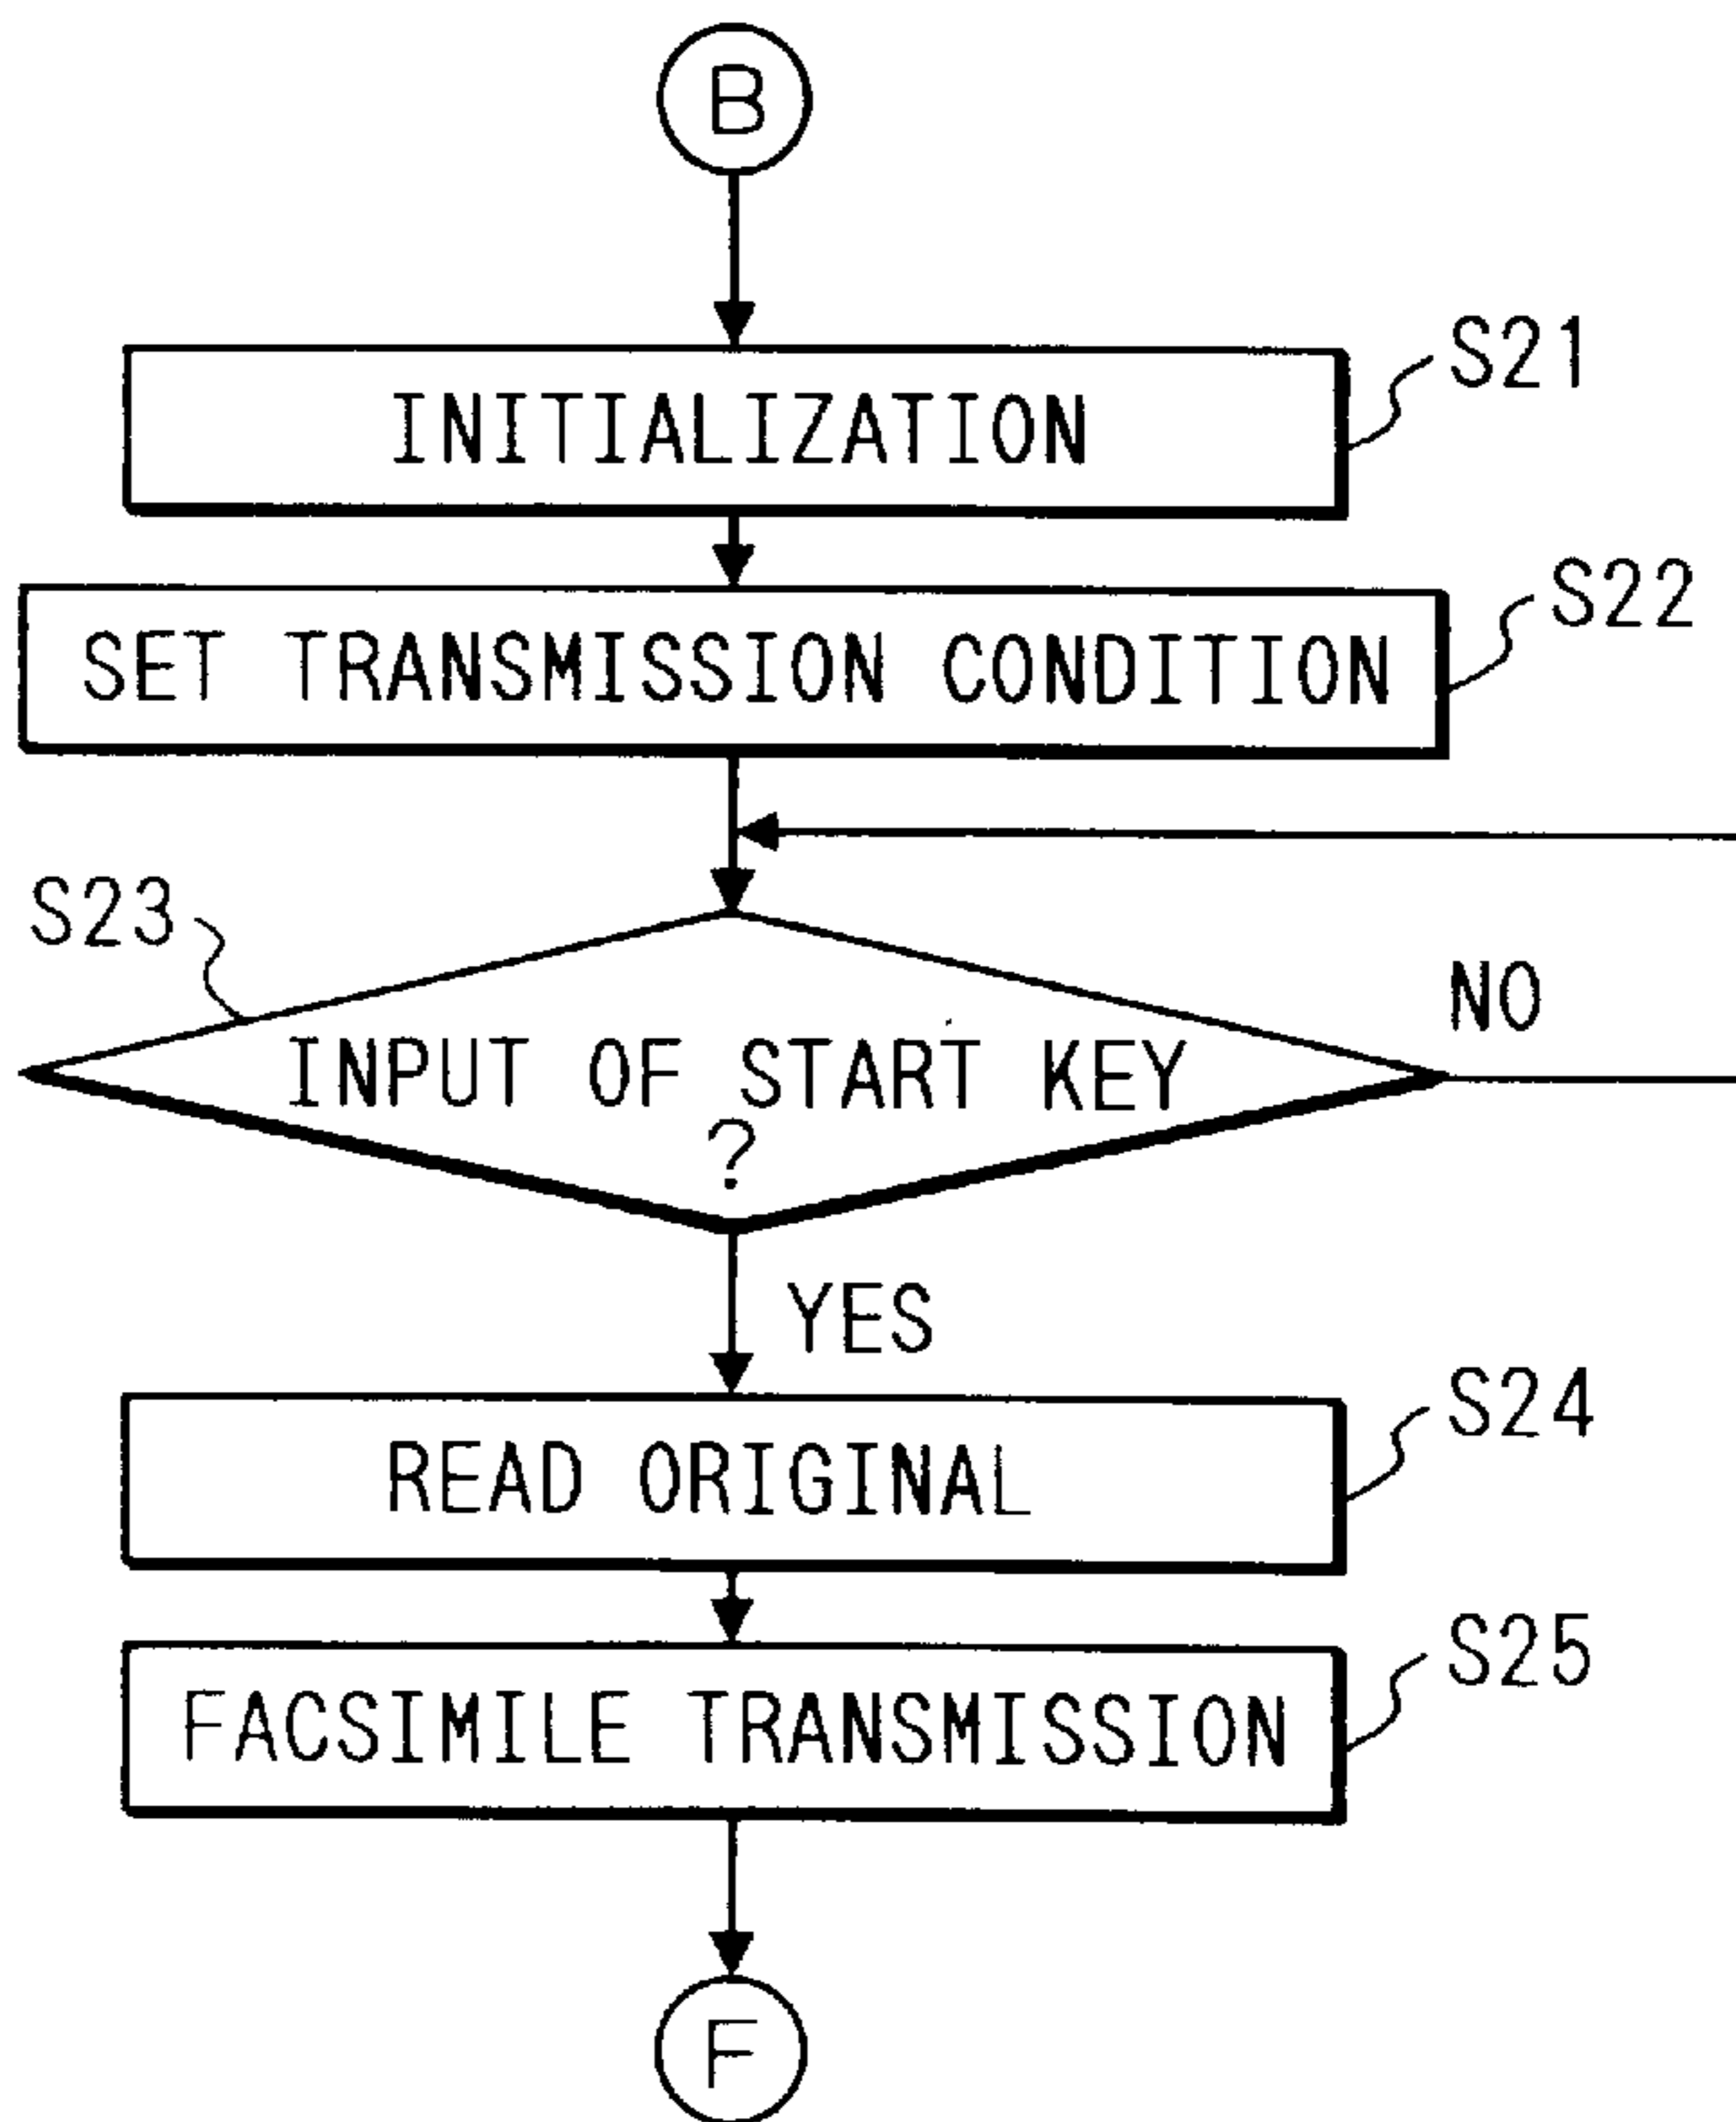 B
S21
INITIALIZATION
S22
SET TRANSMISSION CONDITION
S23
NO
INPUT OF START KEY
?
YES
S24
READ ORIGINAL
S25
FACSIMILE TRANSMISSION
F